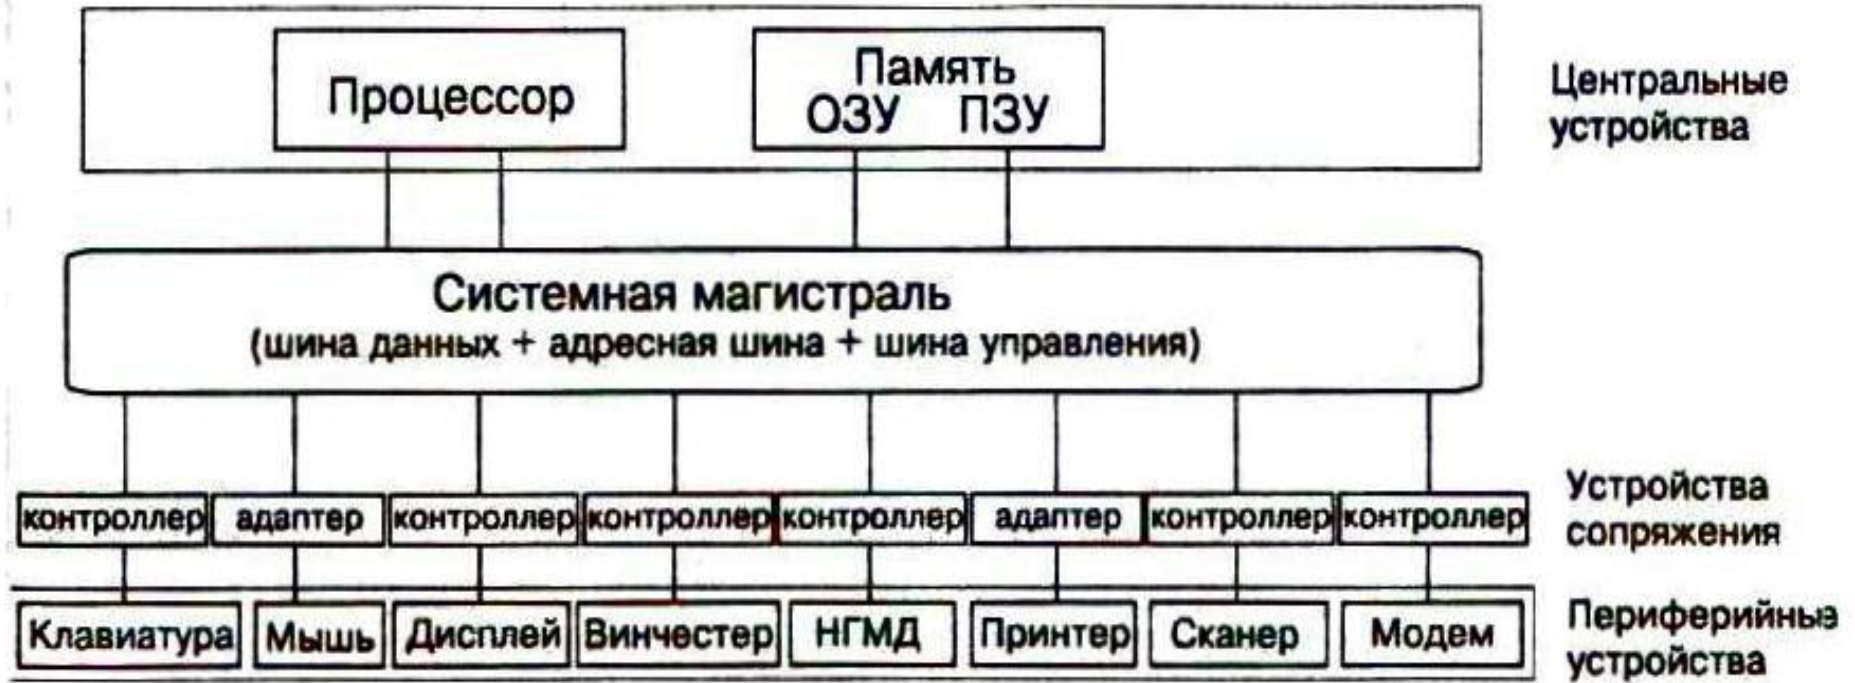 Процессор
Память
ОЗУ ПЗУ
Центральные
устройства
Системная магистраль
(шина данных + адресная шина + шина управления)
контроллер адаптер контроллер контроллер контроллер адаптер контроллер контроллер
Устройства
сопряжения
Клавиатура Мышь Дисплей Винчестер НГМД Принтер Сканер Модем
Периферийные
устройства